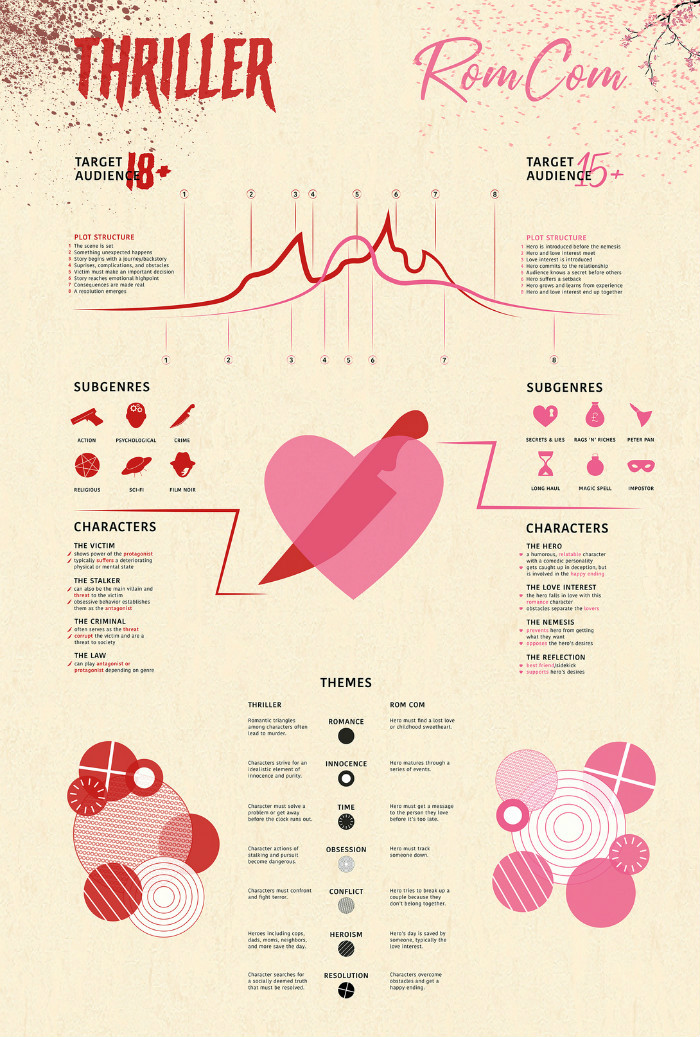 THRILLER
Rom Com
TARGET
AUDIENCE
18+
TARGET
AUDIENCE
15+
1
2
3
4
5
6
7
8
PLOT STRUCTURE
1 The scene is set
2 Something unexpected happens
3 Story begins with a journey/backstory
4 Suprises, complications, and obstacles
5 Victim must make an important decision
6 Story reaches emotional highpoint
7 Consequences are made real
8 A resolution emerges
PLOT STRUCTURE
1 Hero is introduced before the nemesis
2 Hero and love interest meet
3 Love interest is introduced
4 Hero commits to the relationship
5 Audience knows a secret before others
6 Hero suffers a setback
7 Hero grows and learns from experience
8 Hero and love interest end up together
1
2
3
4
5
6
7
8
SUBGENRES
ACTION
PSYCHOLOGICAL
CRIME
RELIGIOUS
SCI-FI
FILM NOIR
SUBGENRES
SECRETS & LIES
RAGS 'N' RICHES
PETER PAN
LONG HAUL
MAGIC SPELL
IMPOSTOR
CHARACTERS
THE VICTIM
shows power of the protagonist
typically suffers a deteriorating
physical or mental state
THE STALKER
can also be the main villain and
threat to the victim
obsessive behavior establishes
them as the antagonist
THE CRIMINAL
often serves as the threat
corrupt the victim and are a
threat to society
THE LAW
can play antagonist or
protagonist depending on genre
CHARACTERS
THE HERO
a humorous, relatable character
with a comedic personality
gets caught up in deception, but
is involved in the happy ending
THE LOVE INTEREST
the hero falls in love with this
romance character
obstacles separate the lovers
THE NEMESIS
prevents hero from getting
what they want
opposes the hero's desires
THE REFLECTION
best friend/sidekick
supports hero's desires
THEMES
THRILLER
ROM COM
Romantic triangles
among characters often
lead to murder.
ROMANCE
Hero must find a lost love
or childhood sweetheart.
Characters strive for an
idealistic element of
innocence and purity.
INNOCENCE
Hero matures through a
series of events.
Character must solve a
problem or get away
before the clock runs out.
TIME
Hero must get a message
to the person they love
before it's too late.
Character actions of
stalking and pursuit
become dangerous.
OBSESSION
Hero must track
someone down.
Characters must confront
and fight terror.
CONFLICT
Hero tries to break up a
couple because they
don't belong together.
Heroes including cops,
dads, moms, neighbors,
and more save the day.
HEROISM
Hero's day is saved by
someone, typically the
love interest.
Character searches for
a socially deemed truth
that must be resolved.
RESOLUTION
Characters overcome
obstacles and get a
happy ending.